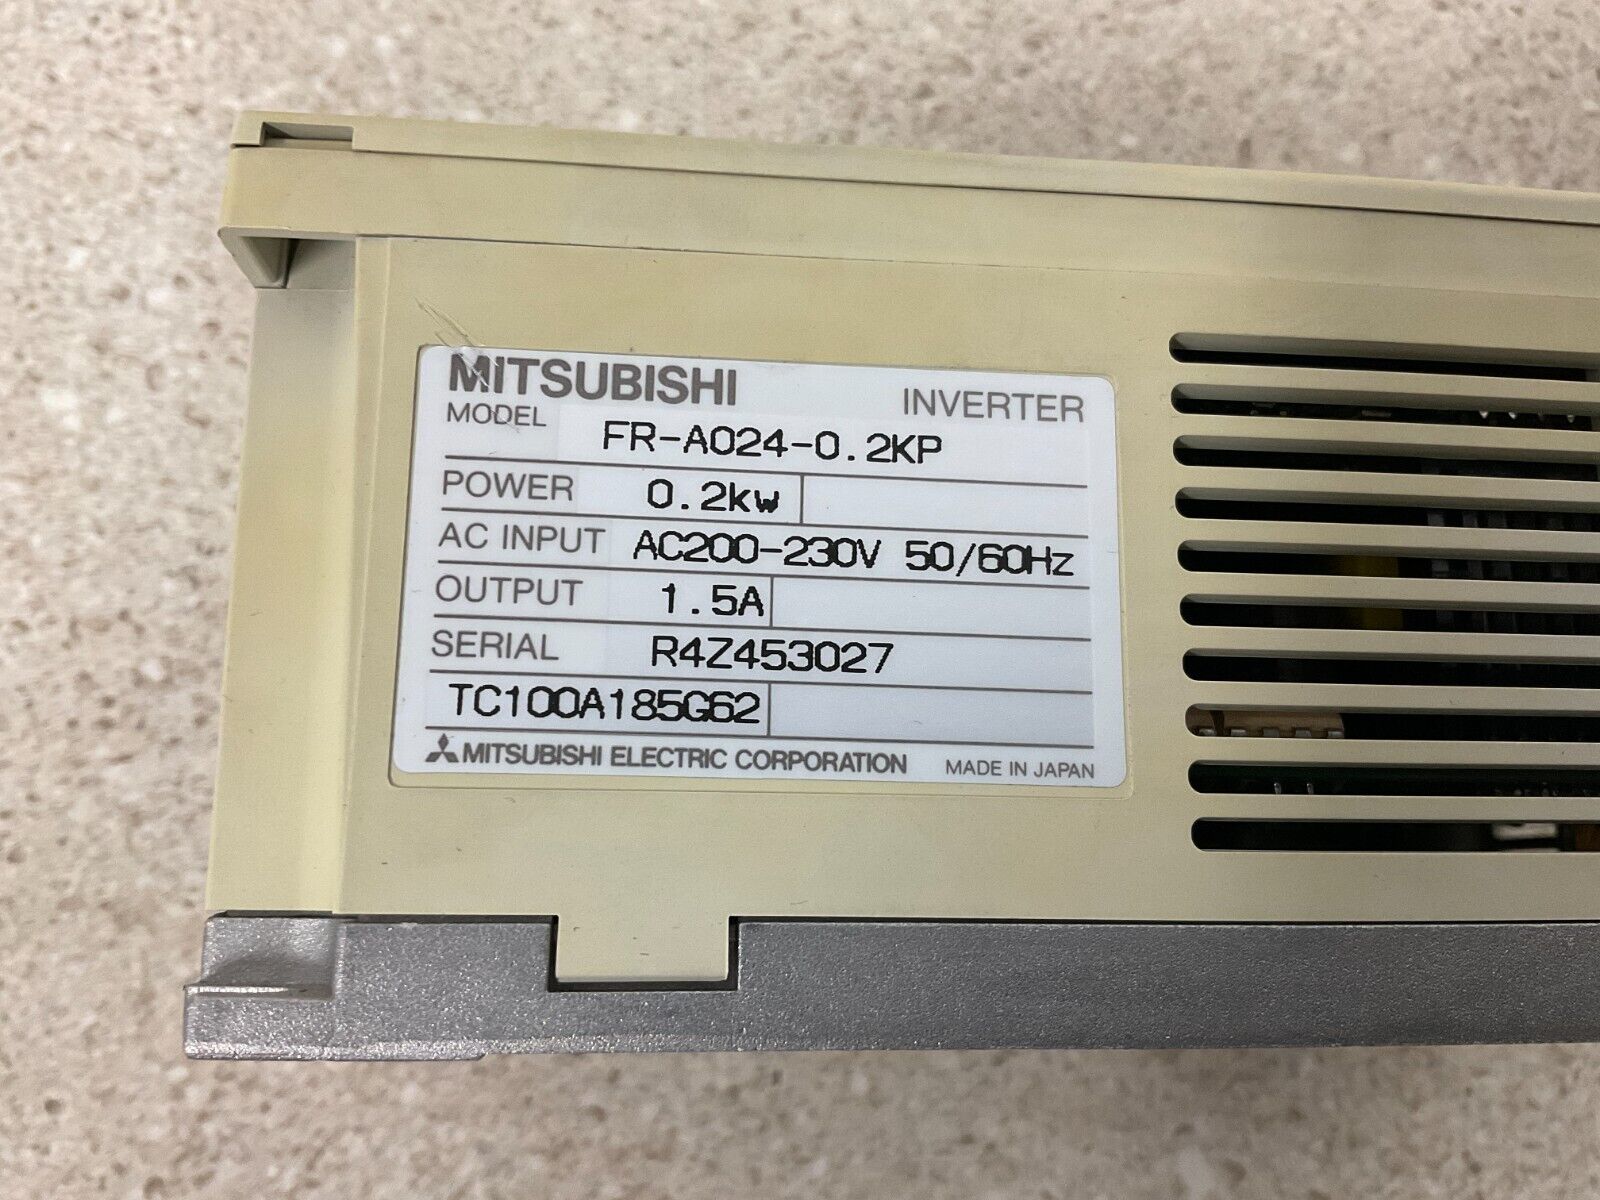 MITSUBISHI INVERTER
MODEL FR-A024-0.2KP
POWER 0.2kw
AC INPUT AC200-230V 50/60Hz
OUTPUT 1.5A
SERIAL R4Z453027
TC100A185G62
MITSUBISHI ELECTRIC CORPORATION MADE IN JAPAN